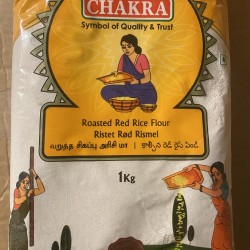 CHAKRA
Symbol of Quality & Trust
Roasted Red Rice Flour
Ristet Rød Rismel
வறுத்த சிகப்பு அரிசி மா | కాల్చిన రెడ్ రైస్ పిండి
1Kg